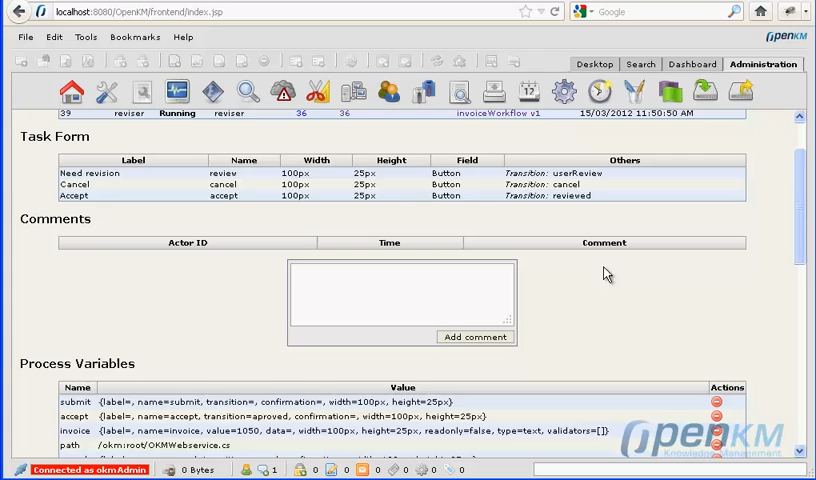 localhost:8080/OpenKM/frontend/index.jsp
Google
File Edit Tools Bookmarks Help
OpenKM
Desktop Search Dashboard Administration
39 reviser Running reviser 36 36 invoiceWorkflow v1 15/03/2012 11:50:50 AM
Task Form
Label Name Width Height Field Others
Need revision review 100px 25px Button Transition: userReview
Cancel cancel 100px 25px Button Transition: cancel
Accept accept 100px 25px Button Transition: reviewed
Comments
Actor ID Time Comment
Add comment
Process Variables
Name Value Actions
submit {label=, name=submit, transition=, confirmation=, width=100px, height=25px}
accept {label=, name=accept, transition=aproved, confirmation=, width=100px, height=25px}
invoice {label=, name=invoice, value=1050, data=, width=100px, height=25px, readonly=false, type=text, validators=[]}
path /okm:root/OKMWebservice.cs
OpenKM
Knowledge Management
Connected as okmAdmin 0 Bytes 1 0 0 0 0 0 0